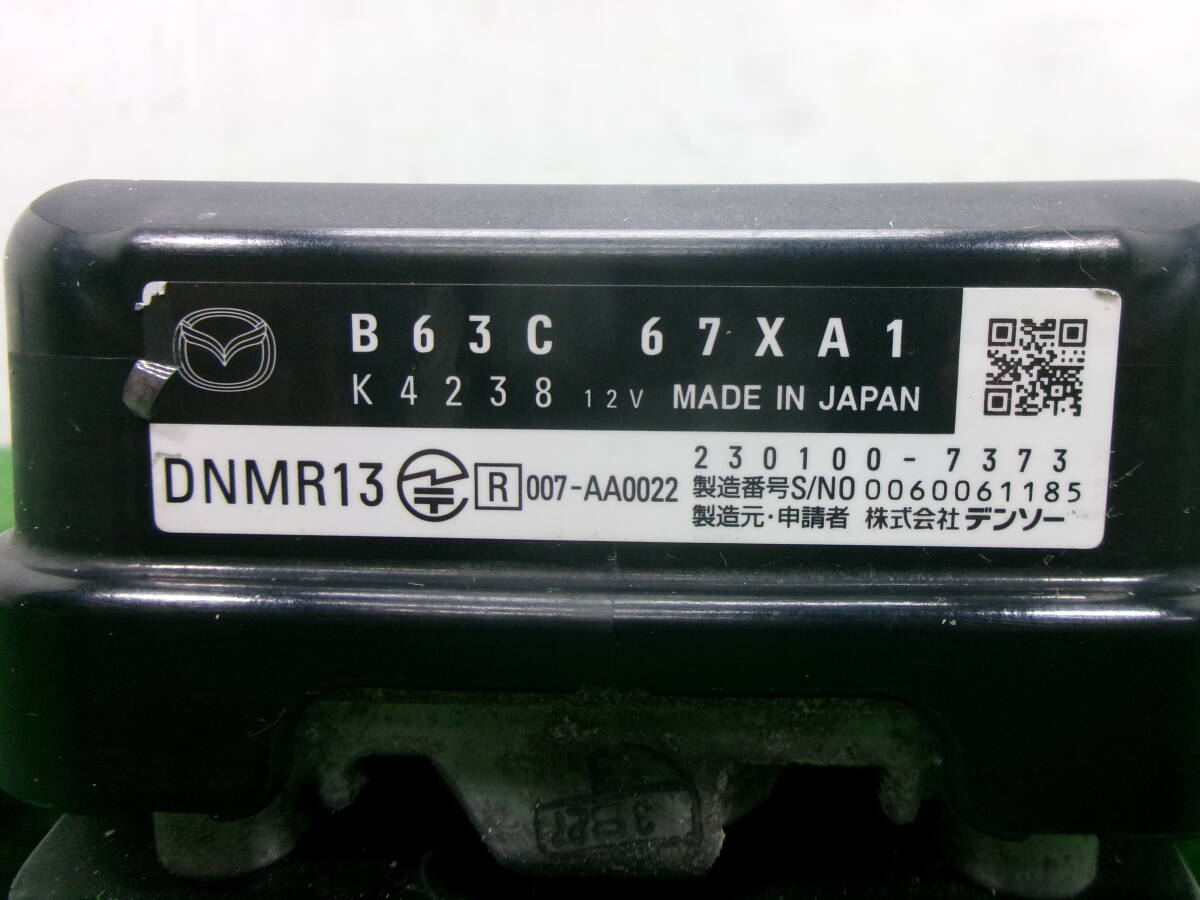 B63C 67XA1
K4238 12V MADE IN JAPAN
DNMR13 R 007-AA0022
230100-7373
製造番号S/NO 0060061185
製造元・申請者 株式会社 デンソー